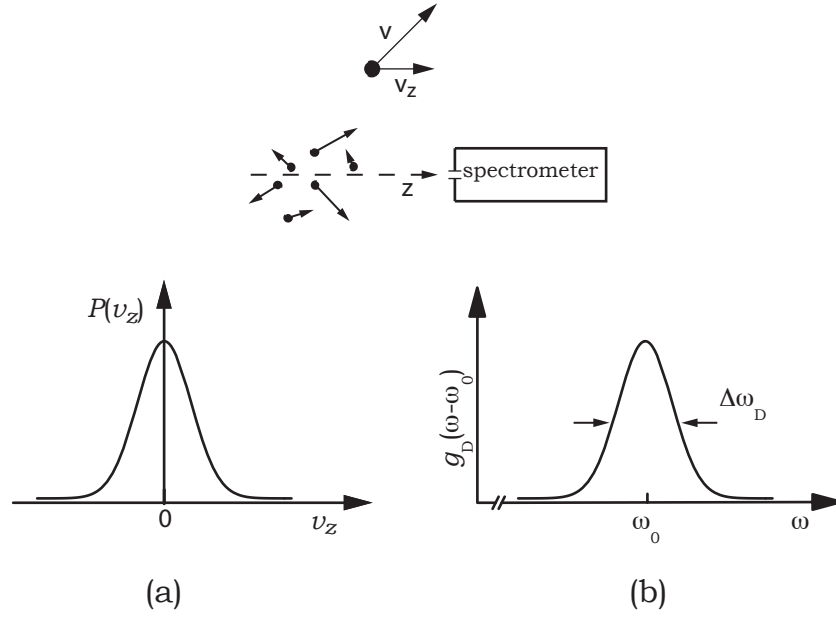 v
v_z
spectrometer
z
P(v_z)
0
v_z
(a)
g_D(ω-ω_0)
Δω_D
ω_0
ω
(b)